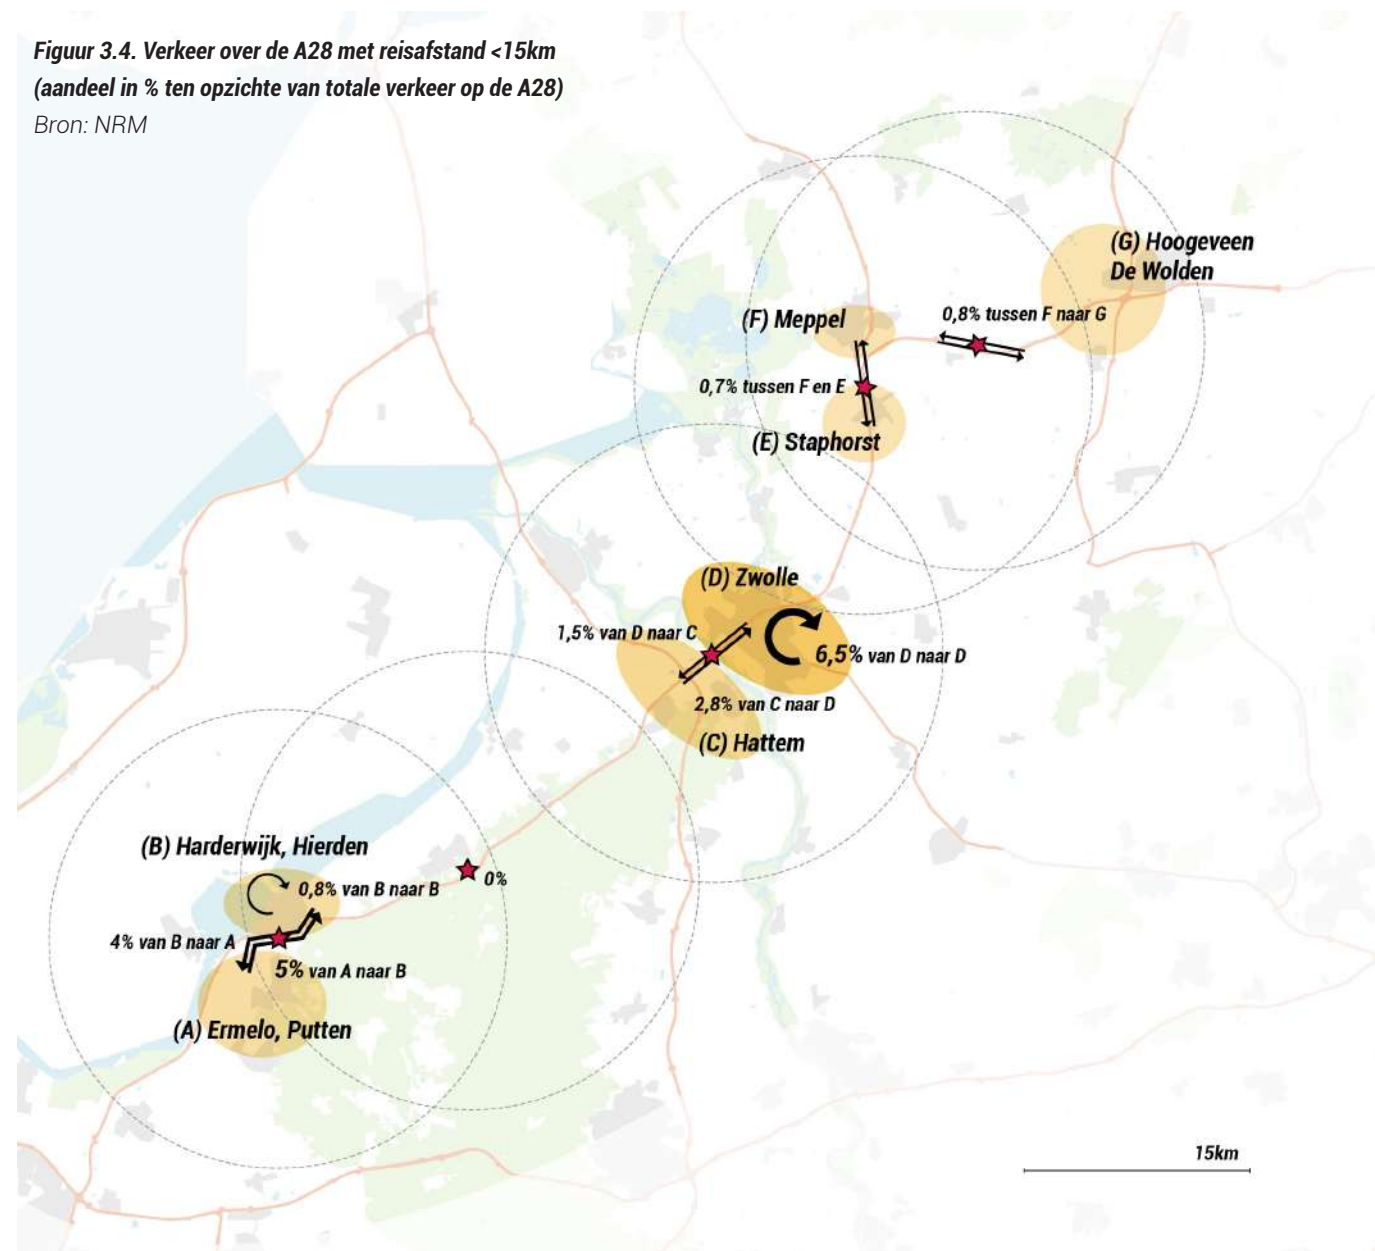 Figuur 3.4. Verkeer over de A28 met reisafstand <15km
(aandeel in % ten opzichte van totale verkeer op de A28)
Bron: NRM
(G) Hoogeveen
De Wolden
0,8% tussen F naar G
(F) Meppel
0,7% tussen F en E
(E) Staphorst
(D) Zwolle
1,5% van D naar C
6,5% van D naar D
2,8% van C naar D
(C) Hattem
(B) Harderwijk, Hierden
0,8% van B naar B
0%
4% van B naar A
5% van A naar B
(A) Ermelo, Putten
15km